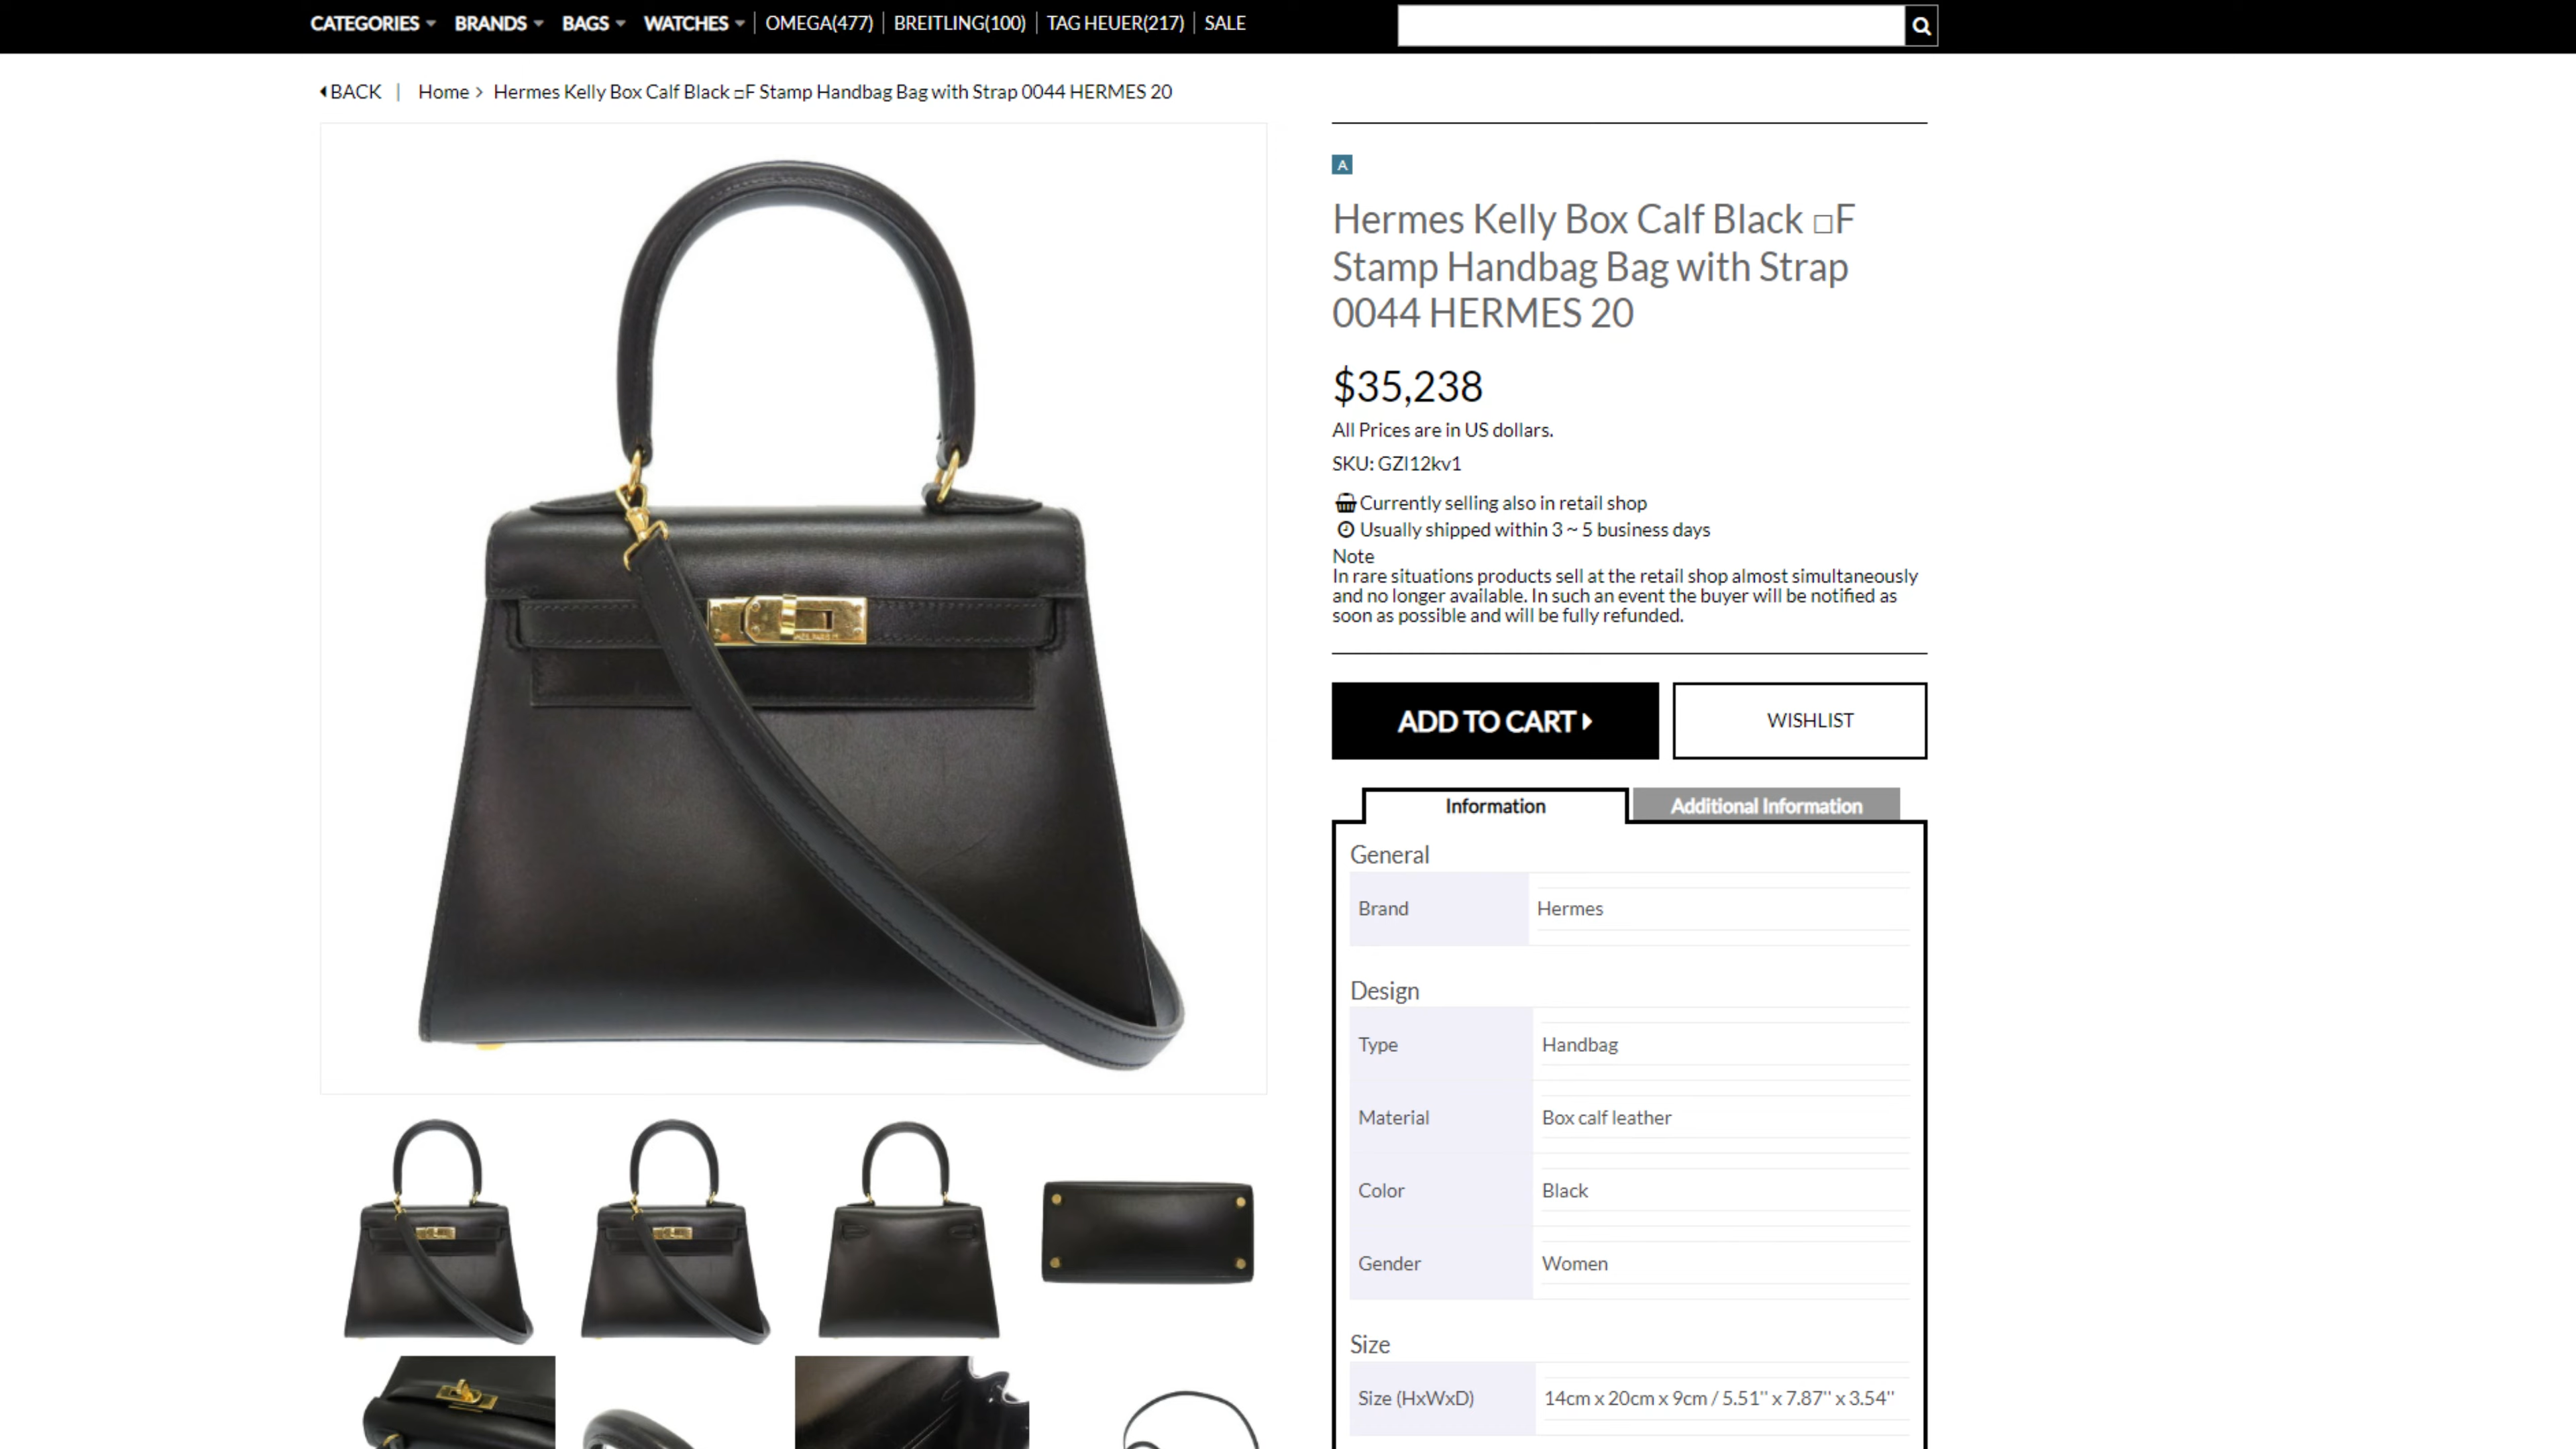 CATEGORIES BRANDS BAGS WATCHES OMEGA(477) BREITLING(100) TAG HEUER(217) SALE
BACK | Home > Hermes Kelly Box Calf Black □F Stamp Handbag Bag with Strap 0044 HERMES 20
A
Hermes Kelly Box Calf Black □F
Stamp Handbag Bag with Strap
0044 HERMES 20
$35,238
All Prices are in US dollars.
SKU: GZI12kv1
Currently selling also in retail shop
Usually shipped within 3 ~ 5 business days
Note
In rare situations products sell at the retail shop almost simultaneously
and no longer available. In such an event the buyer will be notified as
soon as possible and will be fully refunded.
ADD TO CART WISHLIST
Information Additional Information
General
Brand Hermes
Design
Type Handbag
Material Box calf leather
Color Black
Gender Women
Size
Size (HxWxD) 14cm x 20cm x 9cm / 5.51'' x 7.87'' x 3.54''